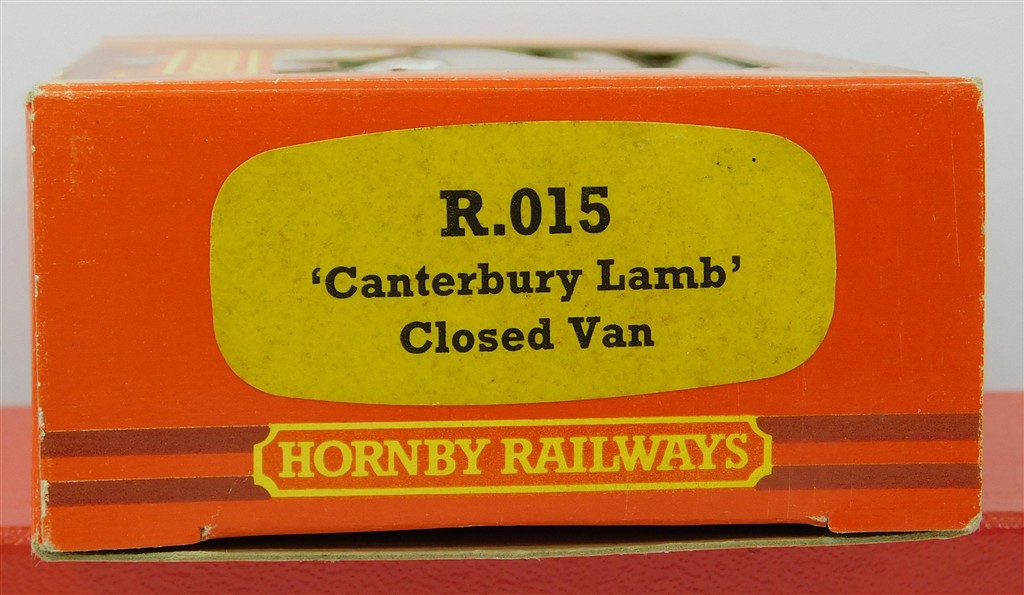 R.015
‘Canterbury Lamb’
Closed Van
HORNBY RAILWAYS